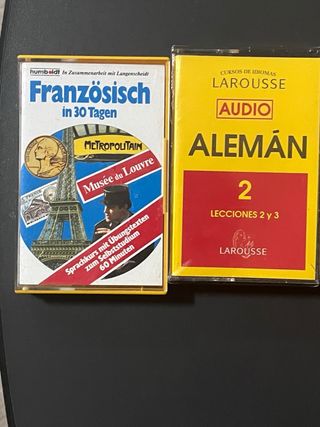 humboldt In Zusammenarbeit mit Langenscheidt
Französisch
in 30 Tagen
METROPOLITAIN
Musée du Louvre
Sprachkurs mit Übungstexten
zum Selbststudium
60 Minuten
CURSOS DE IDIOMAS
LAROUSSE
AUDIO
ALEMÁN
2
LECCIONES 2 y 3
LAROUSSE